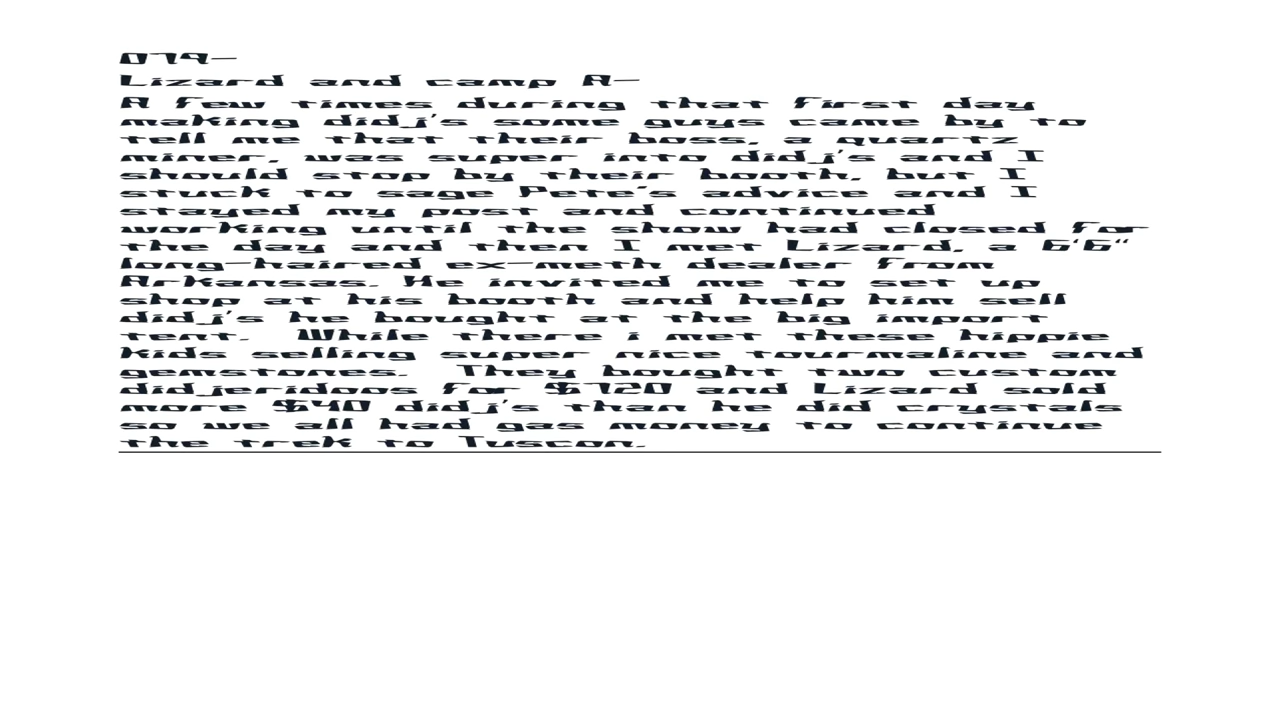 079-
Lizard and camp A-
A few times during that first day
making didj's some guys came by to
tell me that their boss, a quartz
miner, was super into didj's and I
should stop by their booth, but I
stuck to sage Pete's advice and I
stayed my post and continued
working until the show had closed for
the day and then I met Lizard, a 6'6"
long-haired ex-meth dealer from
Arkansas. He invited me to set up
shop at his booth and help him sell
didj's he bought at the big import
tent.  While there i met these hippie
kids selling super nice tourmaline and
gemstones.  They bought two custom
didjeridoos for $120 and Lizard sold
more $40 didj's than he did crystals
so we all had gas money to continue
the trek to Tuscon.